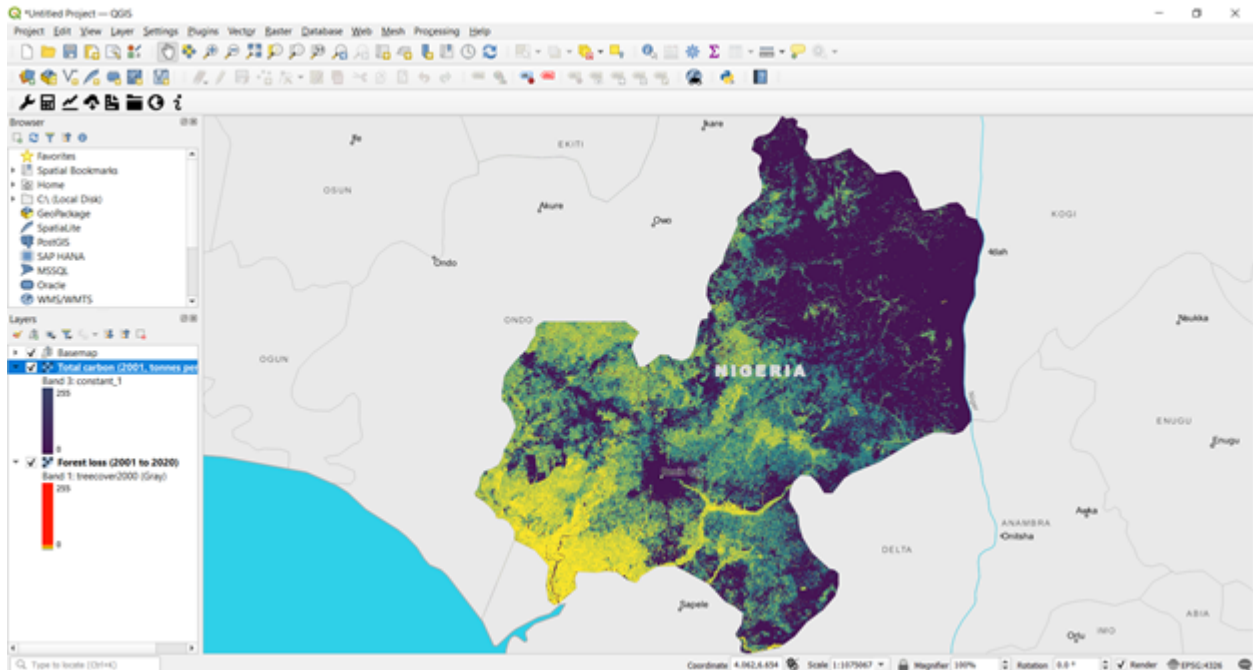 *Untitled Project — QGIS
Project Edit View Layer Settings Plugins Vector Raster Database Web Mesh Processing Help
Browser
Favorites
Spatial Bookmarks
Home
C:\ (Local Disk)
GeoPackage
SpatiaLite
PostGIS
SAP HANA
MSSQL
Oracle
WMS/WMTS
Layers
Basemap
Total carbon (2001, tonnes per
Band 3: constant_1
255
0
Forest loss (2001 to 2020)
Band 1: treecover2000 (Gray)
255
0
Ife
EKITI
Ikare
OSUN
Akure
Owo
KOGI
Idah
Ondo
Nsukka
ONDO
OGUN
NIGERIA
Niger
ENUGU
Enugu
Benin City
Awka
ANAMBRA
Onitsha
DELTA
Sapele
ABIA
Orlu
IMO
Type to locate (Ctrl+K)
Coordinate 4.062,6.654 Scale 1:1075067 Magnifier 100% Rotation 0.0 ° Render EPSG:4326